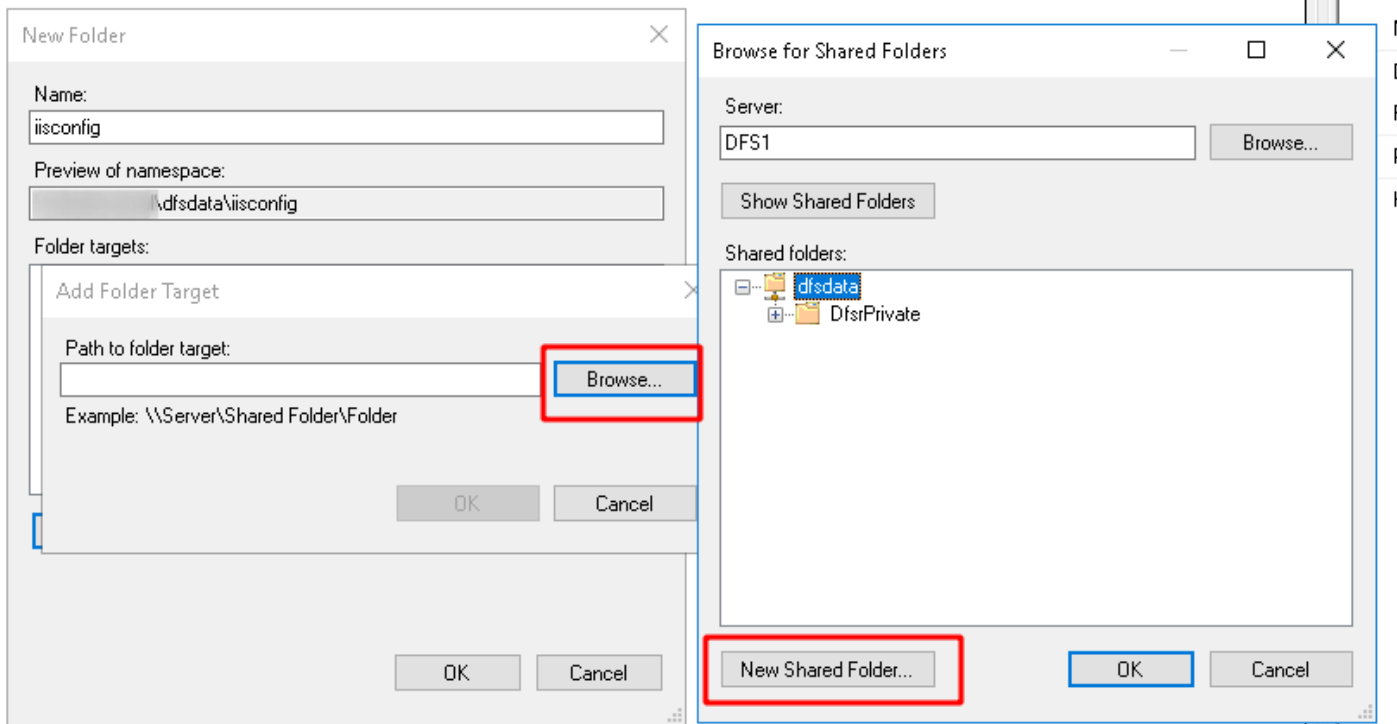 New Folder
Name:
iisconfig
Preview of namespace:
\dfsdata\iisconfig
Folder targets:
Add Folder Target
Path to folder target:
Browse...
Example: \\Server\Shared Folder\Folder
OK
Cancel
OK
Cancel
Browse for Shared Folders
Server:
DFS1
Browse...
Show Shared Folders
Shared folders:
dfsdata
DfsrPrivate
New Shared Folder...
OK
Cancel